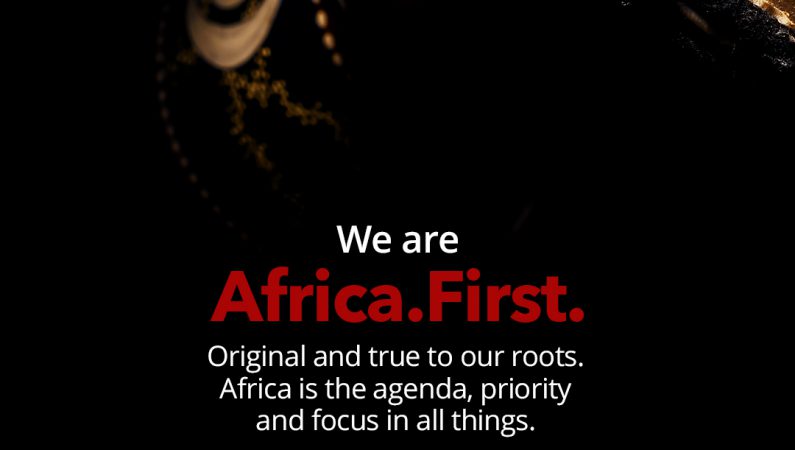 We are
Africa.First.
Original and true to our roots.
Africa is the agenda, priority
and focus in all things.